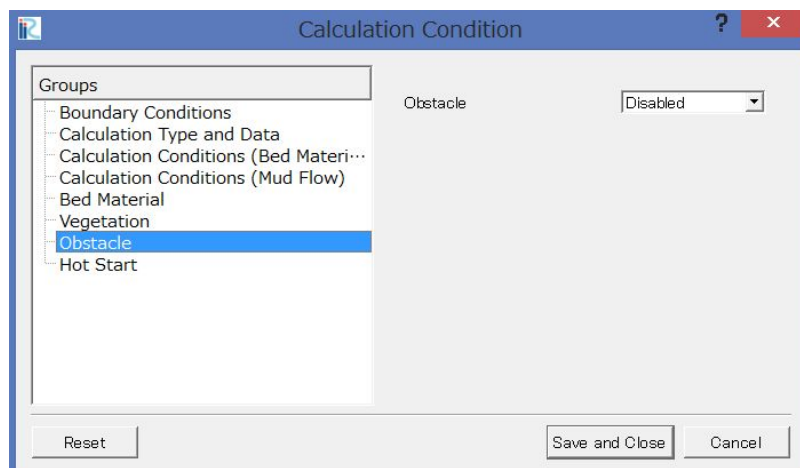 iRC
Calculation Condition
?
×
Groups
Obstacle
Disabled
Boundary Conditions
Calculation Type and Data
Calculation Conditions (Bed Materi···
Calculation Conditions (Mud Flow)
Bed Material
Vegetation
Obstacle
Hot Start
Reset
Save and Close
Cancel